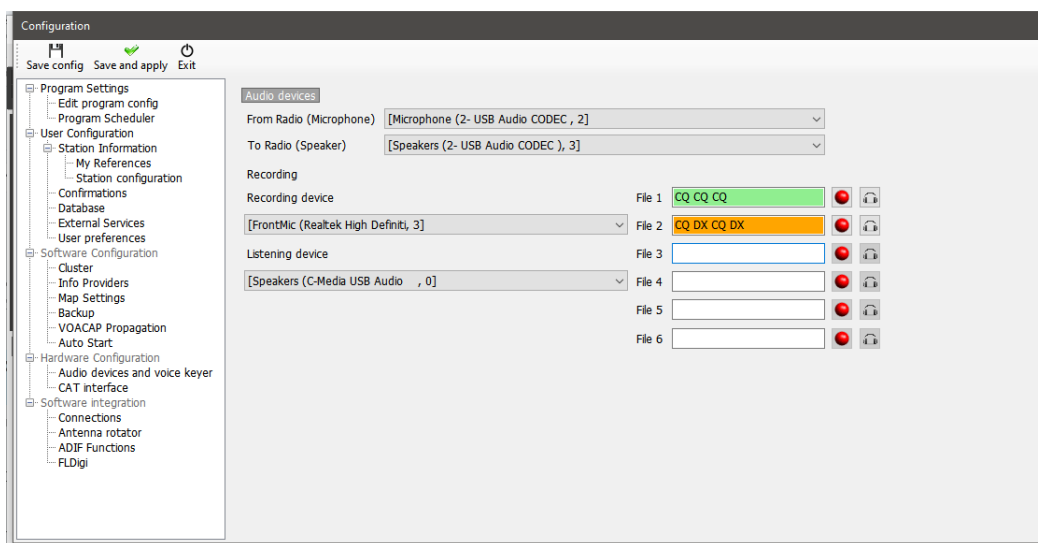 Configuration
Save config Save and apply Exit
Program Settings
Edit program config
Program Scheduler
User Configuration
Station Information
My References
Station configuration
Confirmations
Database
External Services
User preferences
Software Configuration
Cluster
Info Providers
Map Settings
Backup
VOACAP Propagation
Auto Start
Hardware Configuration
Audio devices and voice keyer
CAT interface
Software integration
Connections
Antenna rotator
ADIF Functions
FLDigi
Audio devices
From Radio (Microphone) [Microphone (2- USB Audio CODEC , 2]
To Radio (Speaker) [Speakers (2- USB Audio CODEC ), 3]
Recording
Recording device
[FrontMic (Realtek High Definiti, 3]
Listening device
[Speakers (C-Media USB Audio , 0]
File 1 CQ CQ CQ
File 2 CQ DX CQ DX
File 3
File 4
File 5
File 6